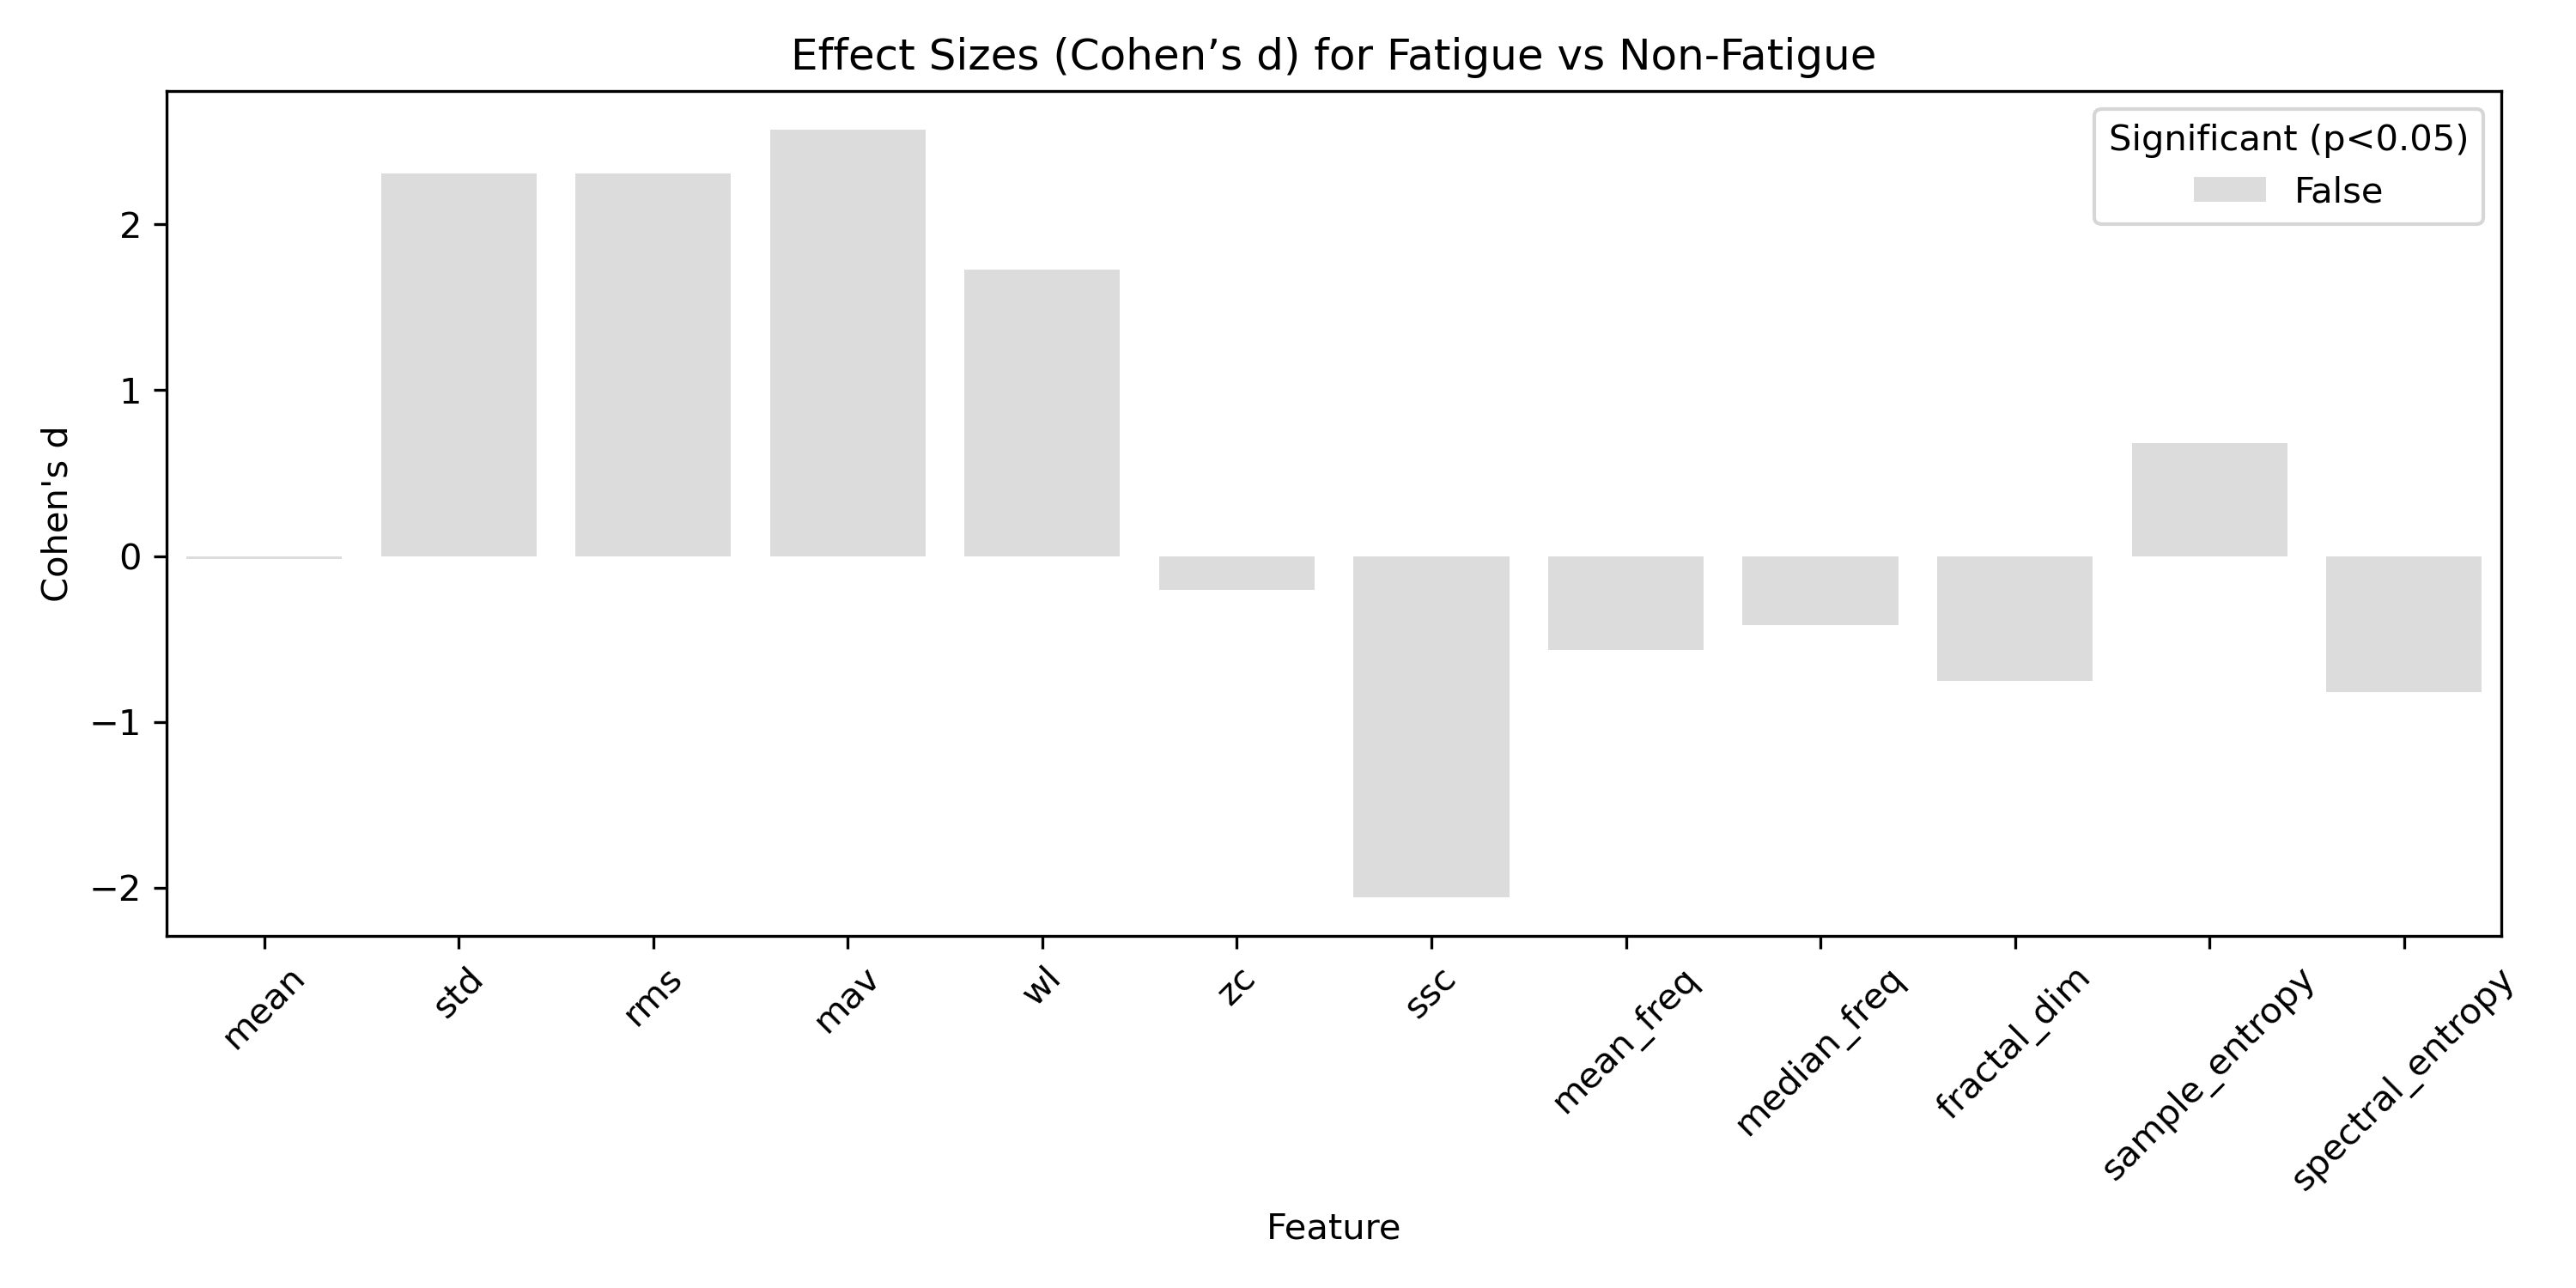 Effect Sizes (Cohen’s d) for Fatigue vs Non-Fatigue
Significant (p<0.05)
False
Cohen's d
2
1
0
−1
−2
mean
std
rms
mav
wl
zc
ssc
mean_freq
median_freq
fractal_dim
sample_entropy
spectral_entropy
Feature